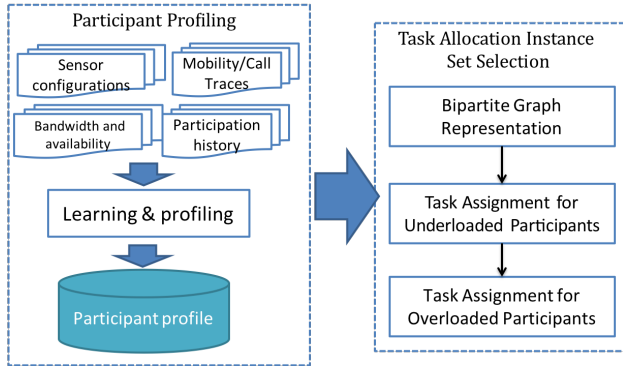 Participant Profiling
Sensor
configurations
Mobility/Call
Traces
Bandwidth and
availability
Participation
history
Learning & profiling
Participant profile
Task Allocation Instance
Set Selection
Bipartite Graph
Representation
Task Assignment for
Underloaded Participants
Task Assignment for
Overloaded Participants